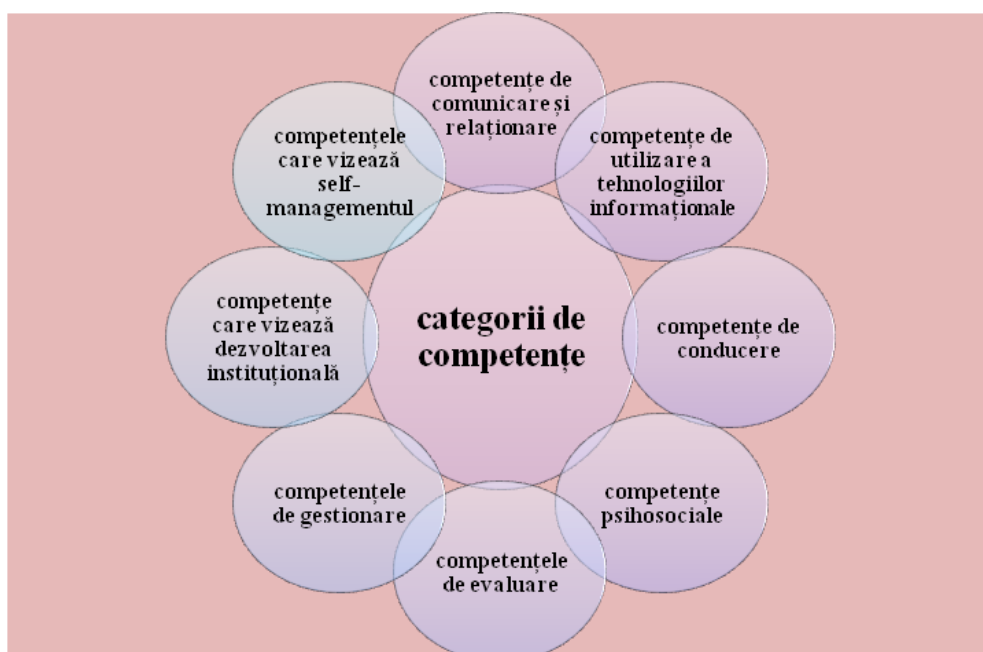 competențe de
comunicare și
relaționare
competențe de
utilizare a
tehnologiilor
informaționale
competențe de
conducere
competențe
psihosociale
competențele
de evaluare
competențele
de gestionare
competențe
care vizează
dezvoltarea
instituțională
competențele
care vizează
self-
managementul
categorii de
competențe